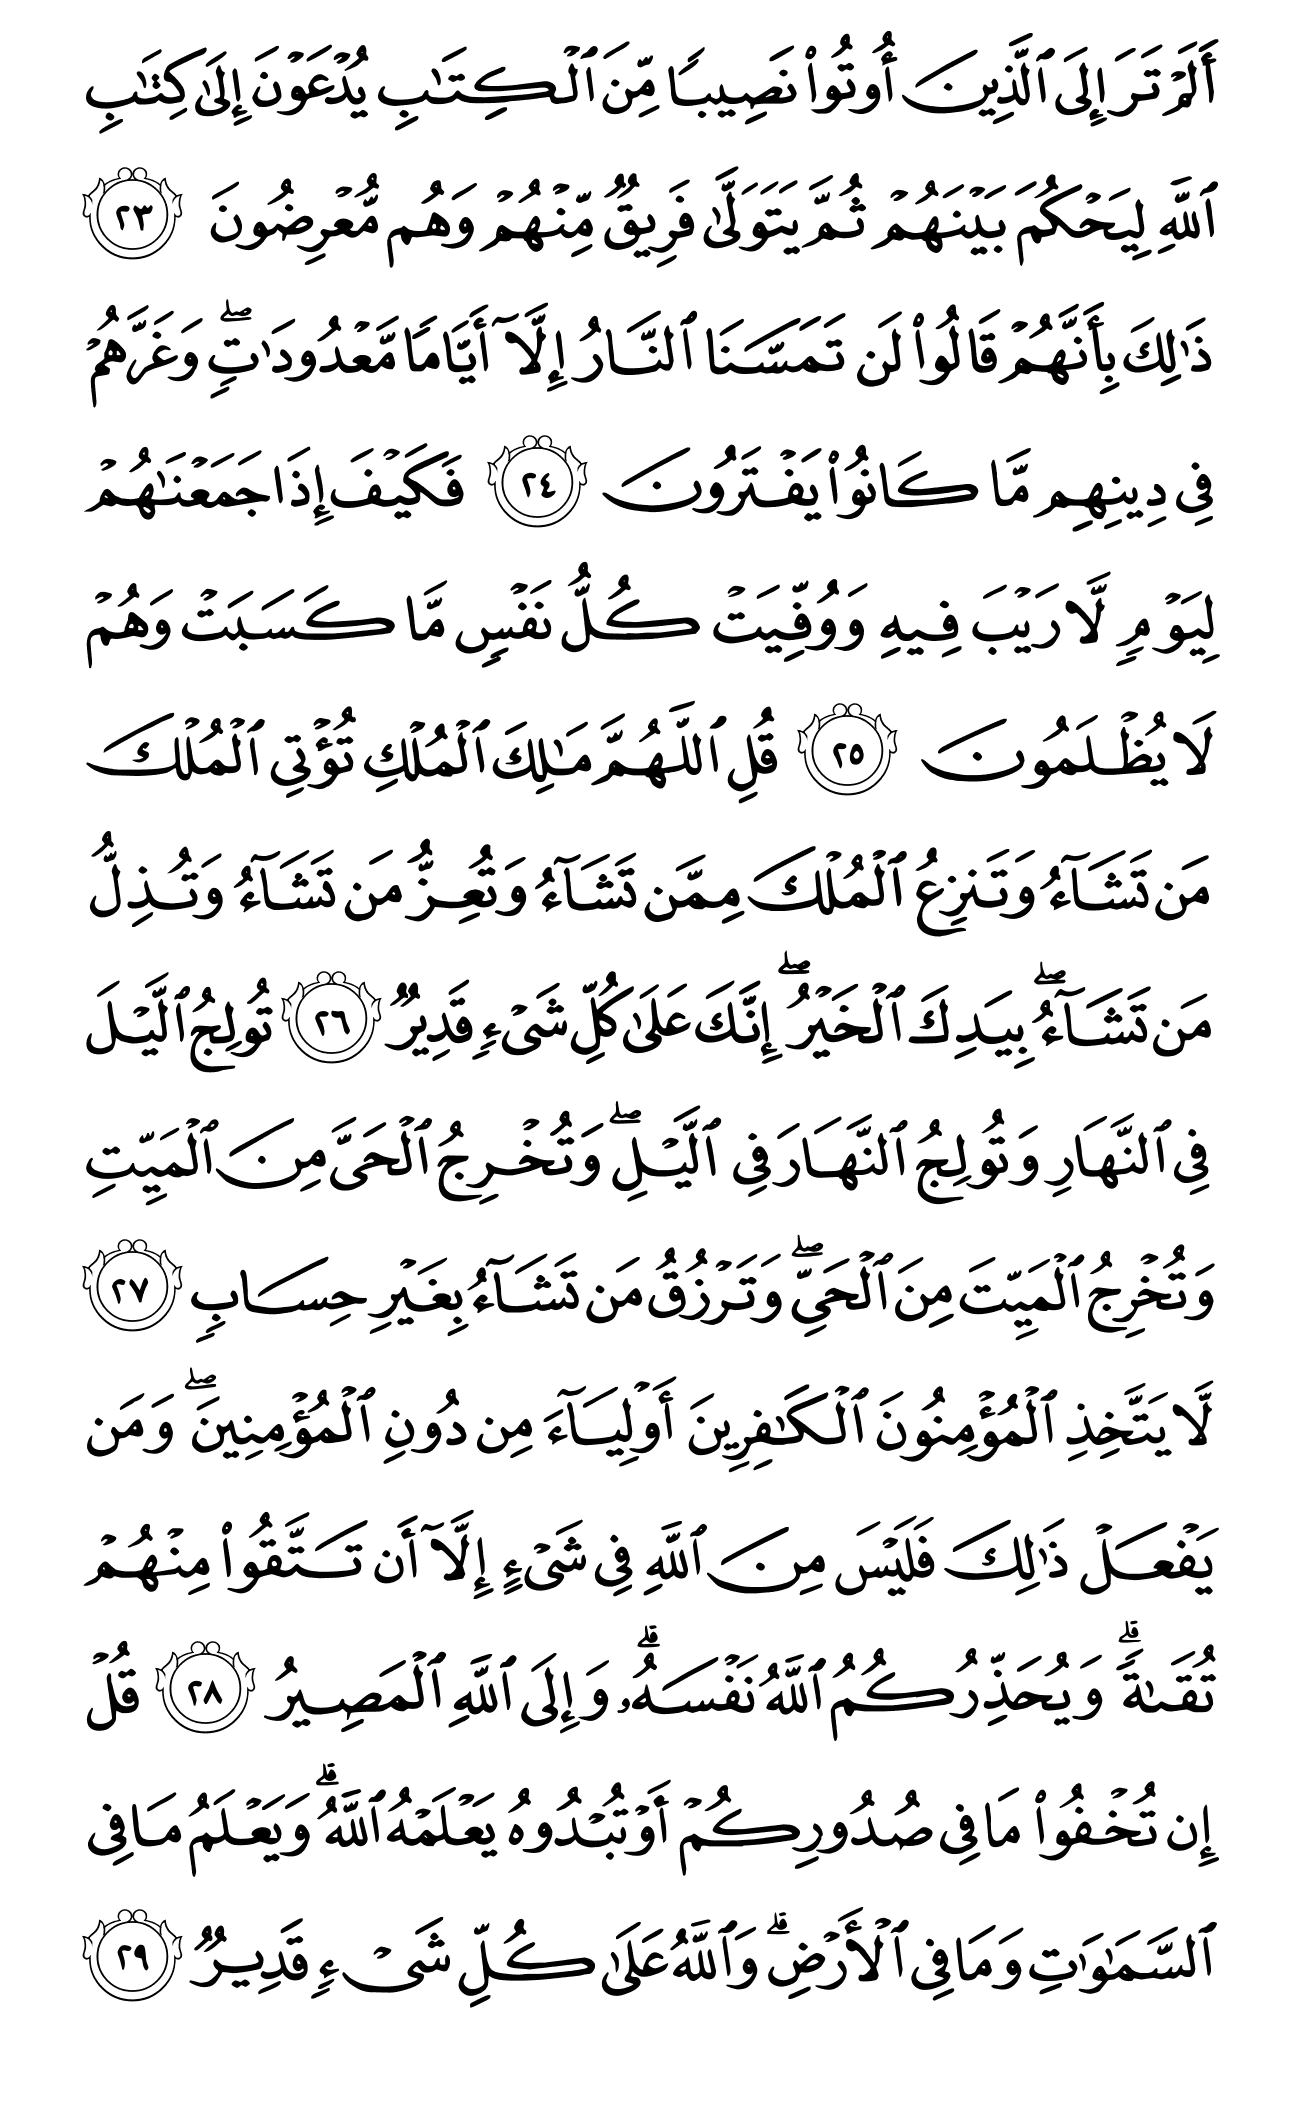 أَلَمۡ تَرَ إِلَى ٱلَّذِينَ أُوتُواْ نَصِيبٗا مِّنَ ٱلۡكِتَٰبِ يُدۡعَوۡنَ إِلَىٰ كِتَٰبِ
ٱللَّهِ لِيَحۡكُمَ بَيۡنَهُمۡ ثُمَّ يَتَوَلَّىٰ فَرِيقٞ مِّنۡهُمۡ وَهُم مُّعۡرِضُونَ ٢٣
ذَٰلِكَ بِأَنَّهُمۡ قَالُواْ لَن تَمَسَّنَا ٱلنَّارُ إِلَّآ أَيَّامٗا مَّعۡدُودَٰتٖۖ وَغَرَّهُمۡ
فِي دِينِهِم مَّا كَانُواْ يَفۡتَرُونَ ٢٤ فَكَيۡفَ إِذَا جَمَعۡنَٰهُمۡ
لِيَوۡمٖ لَّا رَيۡبَ فِيهِ وَوُفِّيَتۡ كُلُّ نَفۡسٖ مَّا كَسَبَتۡ وَهُمۡ
لَا يُظۡلَمُونَ ٢٥ قُلِ ٱللَّهُمَّ مَٰلِكَ ٱلۡمُلۡكِ تُؤۡتِي ٱلۡمُلۡكَ
مَن تَشَآءُ وَتَنزِعُ ٱلۡمُلۡكَ مِمَّن تَشَآءُ وَتُعِزُّ مَن تَشَآءُ وَتُذِلُّ
مَن تَشَآءُۖ بِيَدِكَ ٱلۡخَيۡرُۖ إِنَّكَ عَلَىٰ كُلِّ شَيۡءٖ قَدِيرٞ ٢٦ تُولِجُ ٱلَّيۡلَ
فِي ٱلنَّهَارِ وَتُولِجُ ٱلنَّهَارَ فِي ٱلَّيۡلِۖ وَتُخۡرِجُ ٱلۡحَيَّ مِنَ ٱلۡمَيِّتِ
وَتُخۡرِجُ ٱلۡمَيِّتَ مِنَ ٱلۡحَيِّۖ وَتَرۡزُقُ مَن تَشَآءُ بِغَيۡرِ حِسَابٖ ٢٧
لَّا يَتَّخِذِ ٱلۡمُؤۡمِنُونَ ٱلۡكَٰفِرِينَ أَوۡلِيَآءَ مِن دُونِ ٱلۡمُؤۡمِنِينَۖ وَمَن
يَفۡعَلۡ ذَٰلِكَ فَلَيۡسَ مِنَ ٱللَّهِ فِي شَيۡءٍ إِلَّآ أَن تَتَّقُواْ مِنۡهُمۡ
تُقَىٰةٗۗ وَيُحَذِّرُكُمُ ٱللَّهُ نَفۡسَهُۥۗ وَإِلَى ٱللَّهِ ٱلۡمَصِيرُ ٢٨ قُلۡ
إِن تُخۡفُواْ مَا فِي صُدُورِكُمۡ أَوۡ تُبۡدُوهُ يَعۡلَمۡهُ ٱللَّهُۗ وَيَعۡلَمُ مَا فِي
ٱلسَّمَٰوَٰتِ وَمَا فِي ٱلۡأَرۡضِۗ وَٱللَّهُ عَلَىٰ كُلِّ شَيۡءٖ قَدِيرٞ ٢٩